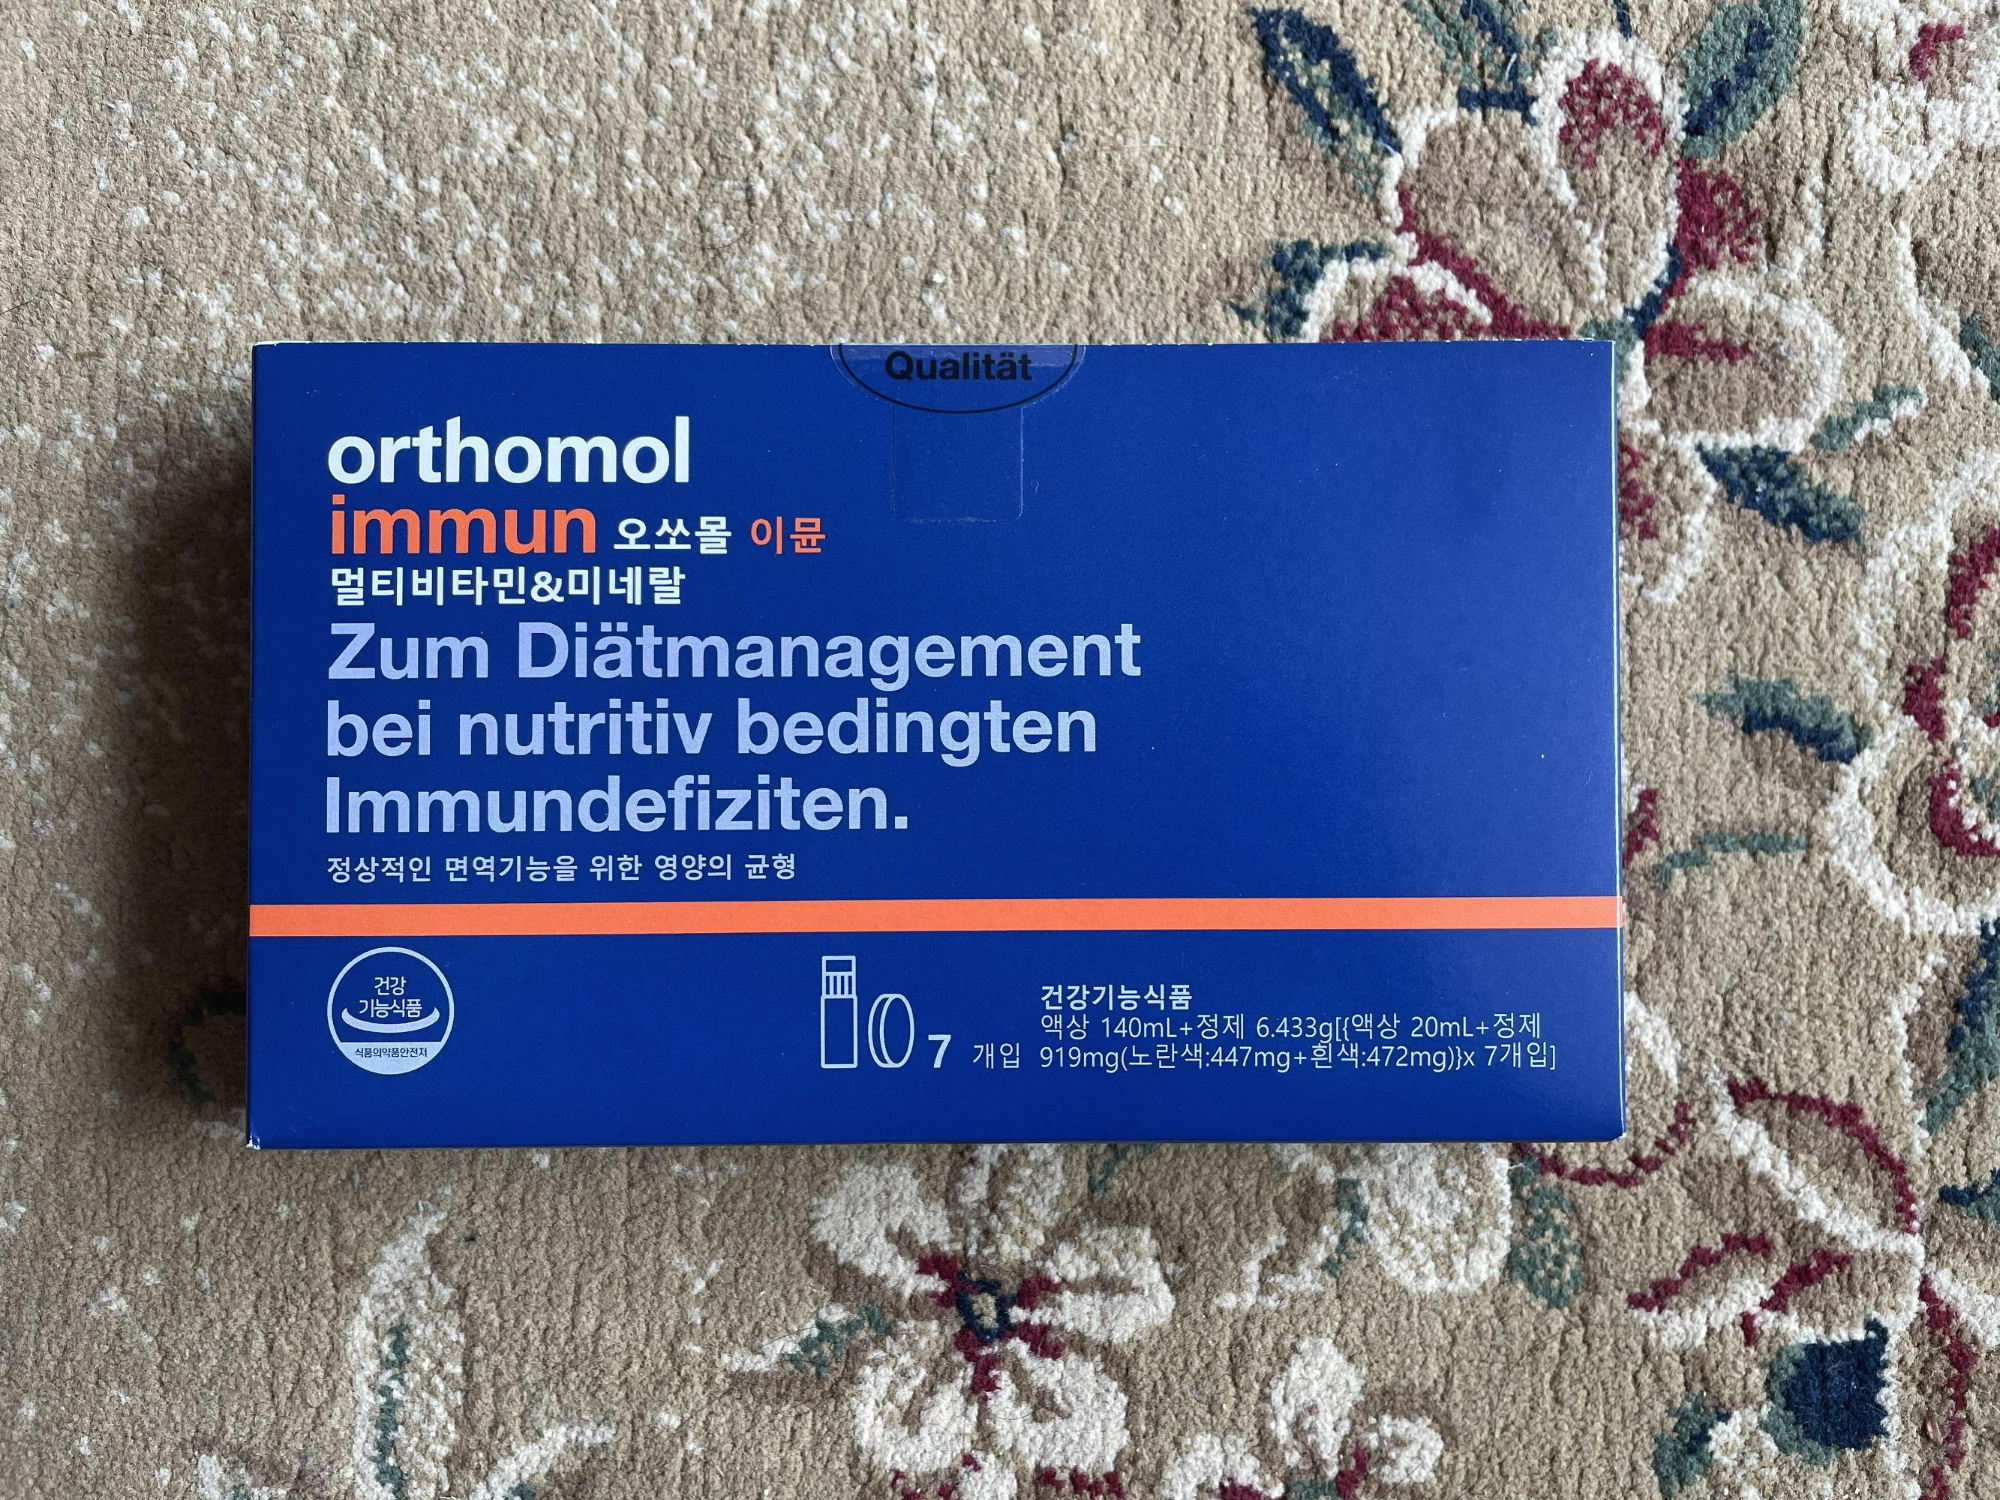 Qualität
orthomol
immun 오쏘몰 이뮨
멀티비타민&미네랄
Zum Diätmanagement
bei nutritiv bedingten
Immundefiziten.
정상적인 면역기능을 위한 영양의 균형
건강
기능식품
식품의약품안전처
7 개입
건강기능식품
액상 140mL+정제 6.433g[{액상 20mL+정제
919mg(노란색:447mg+흰색:472mg)}x 7개입]